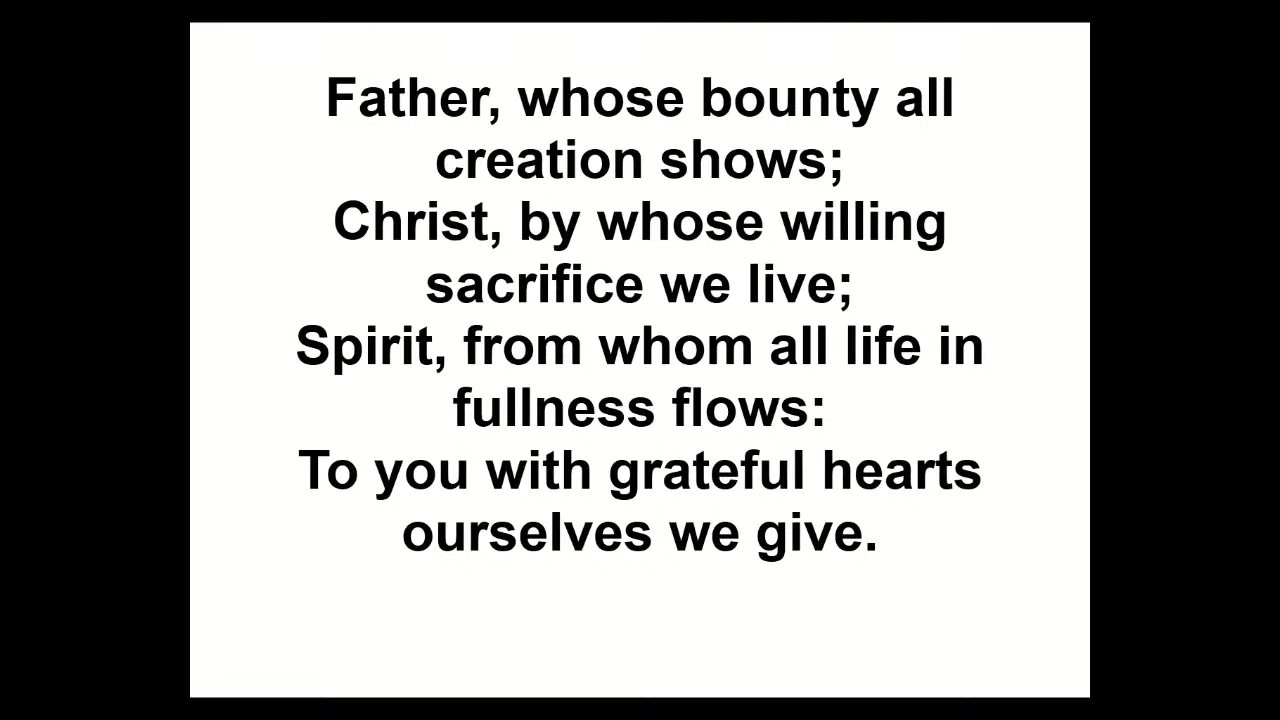 Father, whose bounty all
creation shows;
Christ, by whose willing
sacrifice we live;
Spirit, from whom all life in
fullness flows:
To you with grateful hearts
ourselves we give.